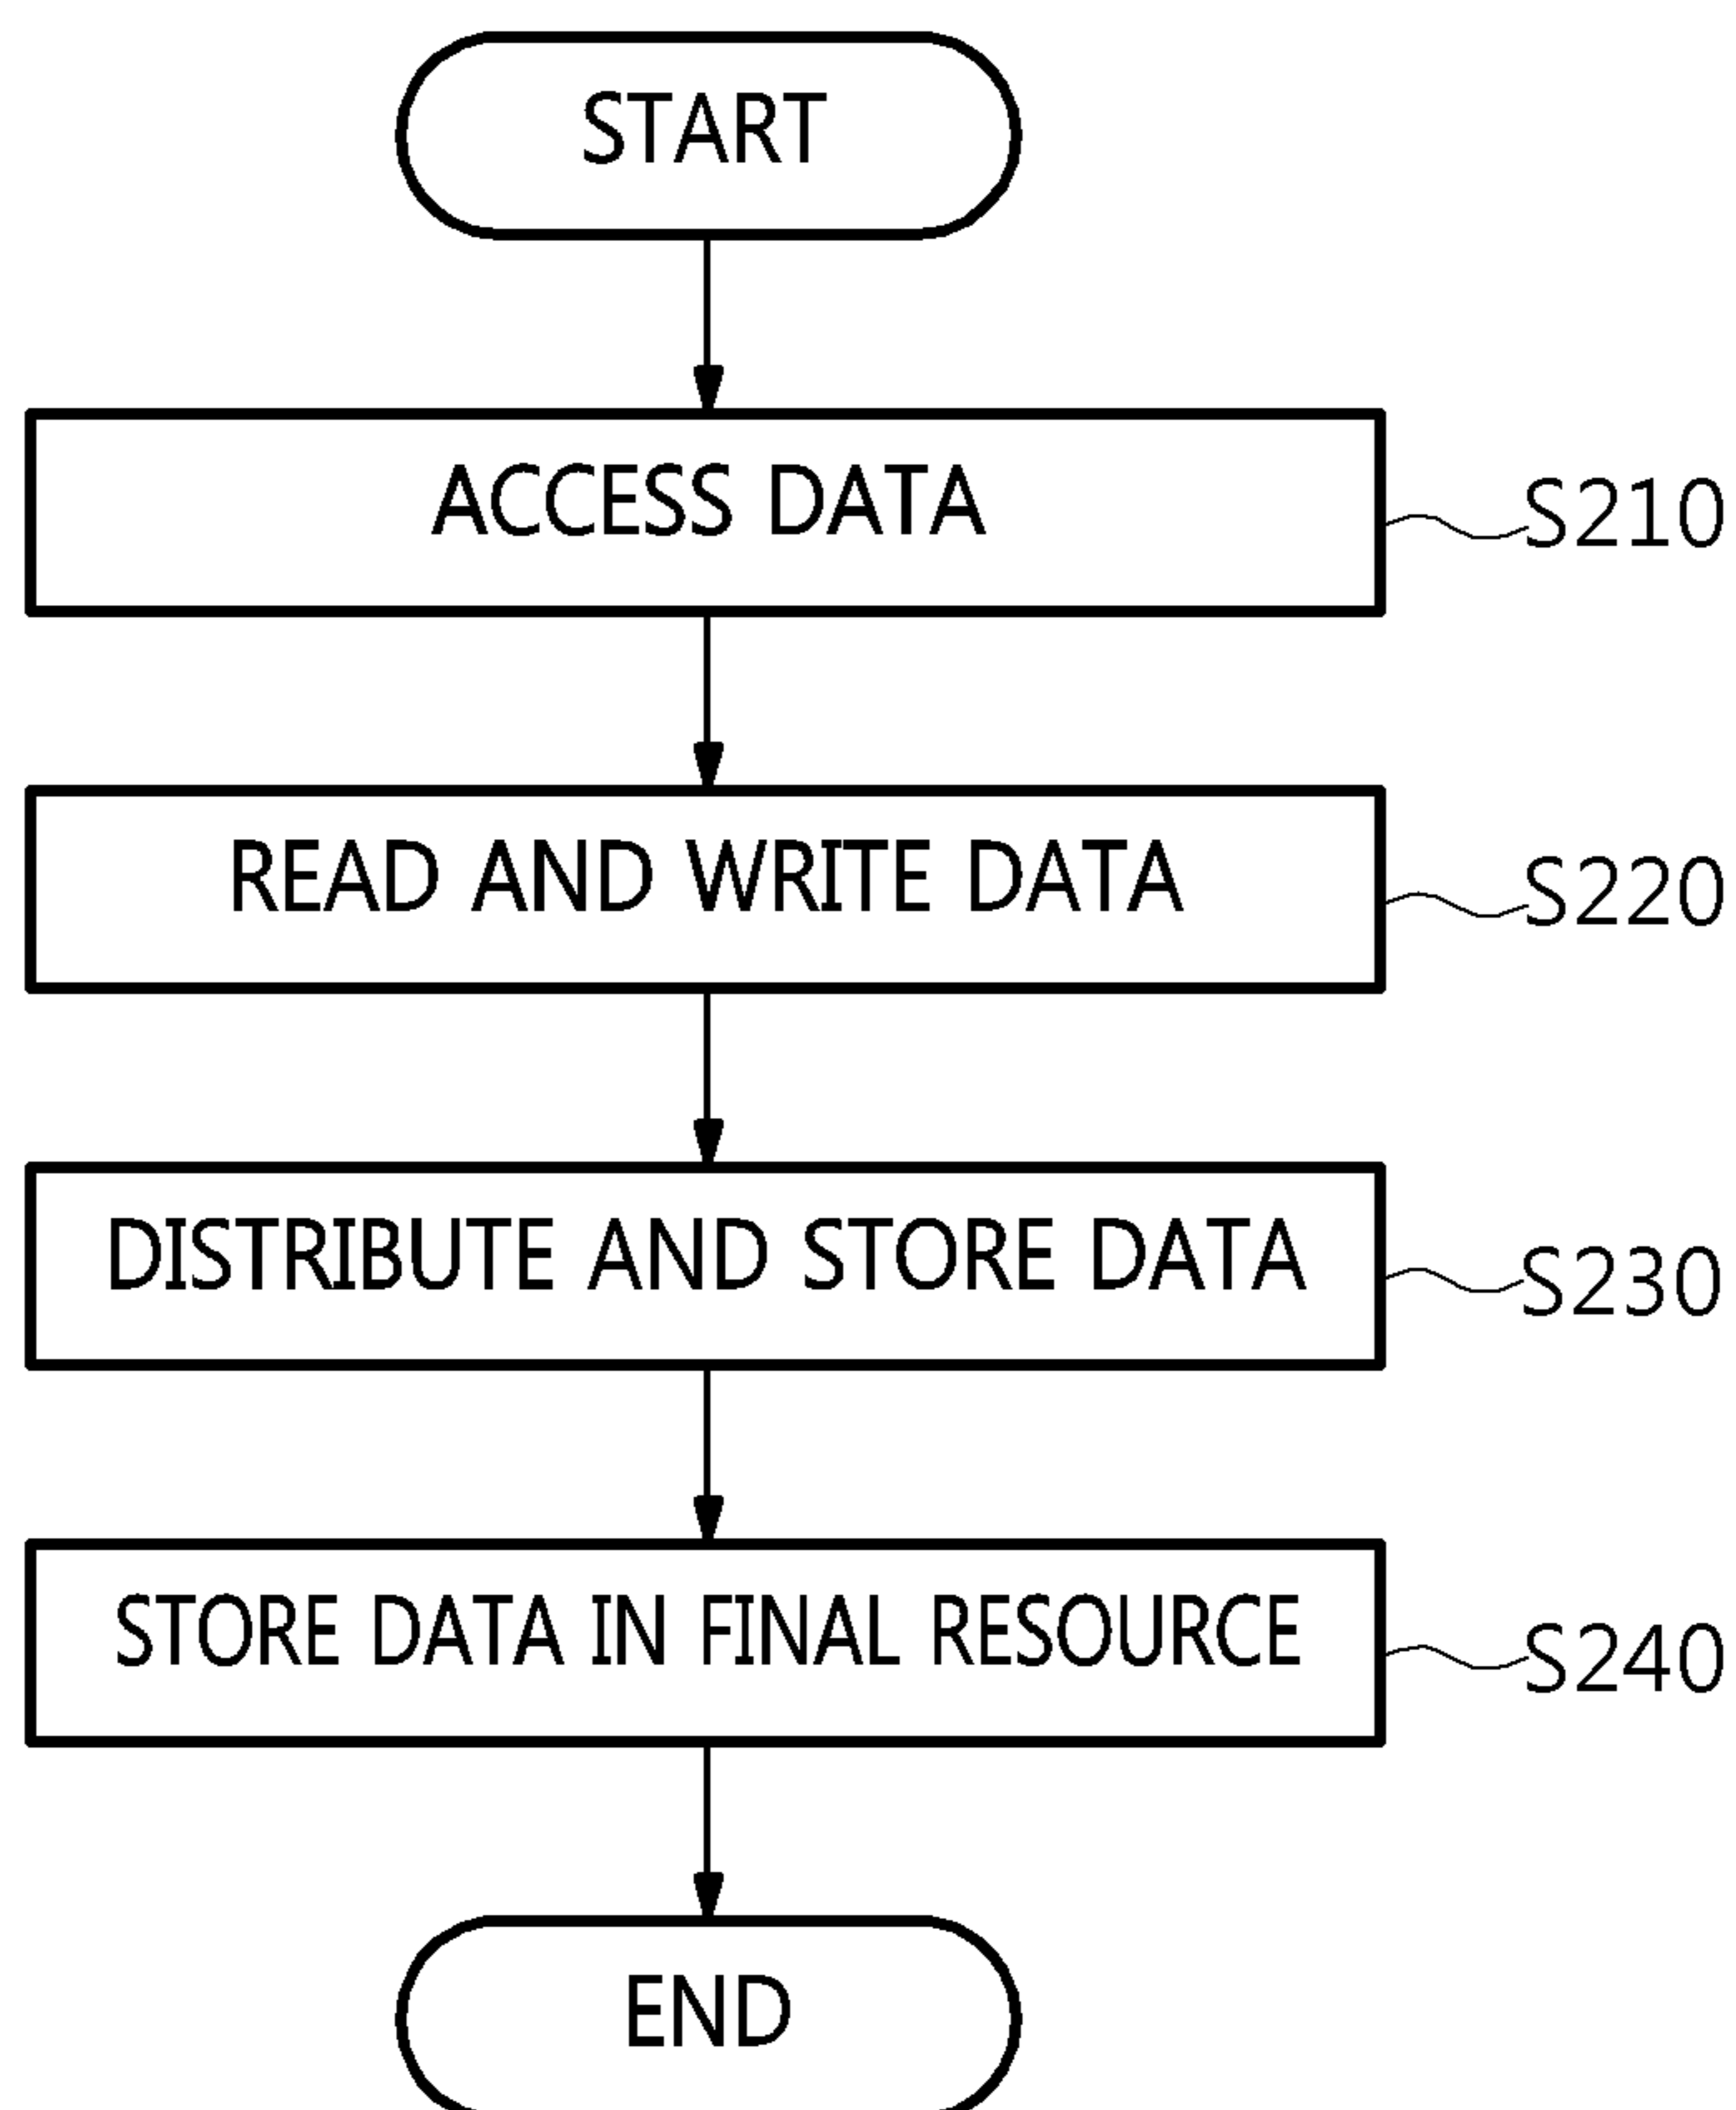 START
ACCESS DATA
S210
READ AND WRITE DATA
S220
DISTRIBUTE AND STORE DATA
S230
STORE DATA IN FINAL RESOURCE
S240
END